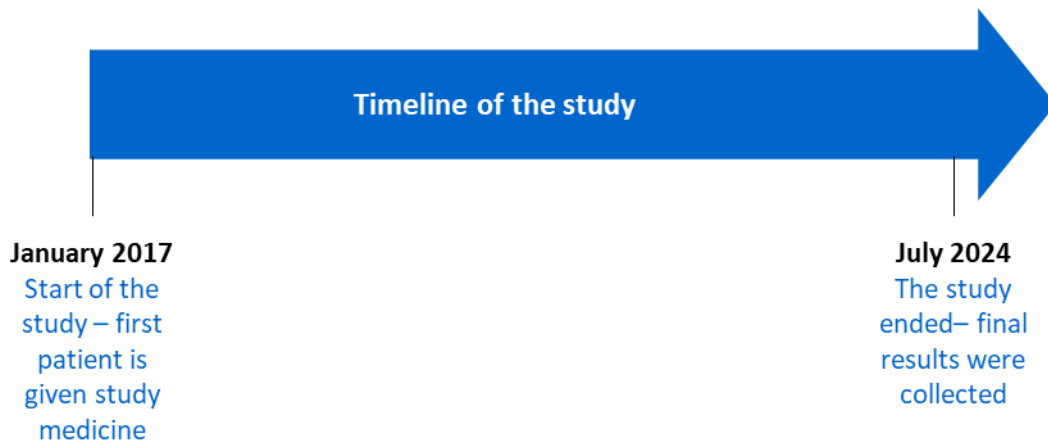 Timeline of the study
January 2017
Start of the
study – first
patient is
given study
medicine
July 2024
The study
ended– final
results were
collected